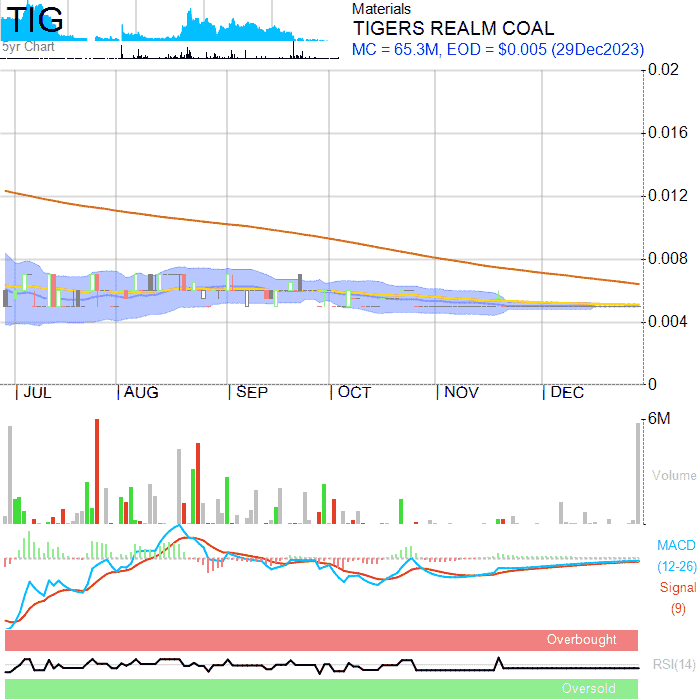 TIG
5yr Chart
Materials
TIGERS REALM COAL
MC = 65.3M, EOD = $0.005 (29Dec2023)
0.02
0.016
0.012
0.008
0.004
0
JUL AUG SEP OCT NOV DEC
6M
Volume
MACD
(12-26)
Signal
(9)
Overbought
RSI(14)
Oversold